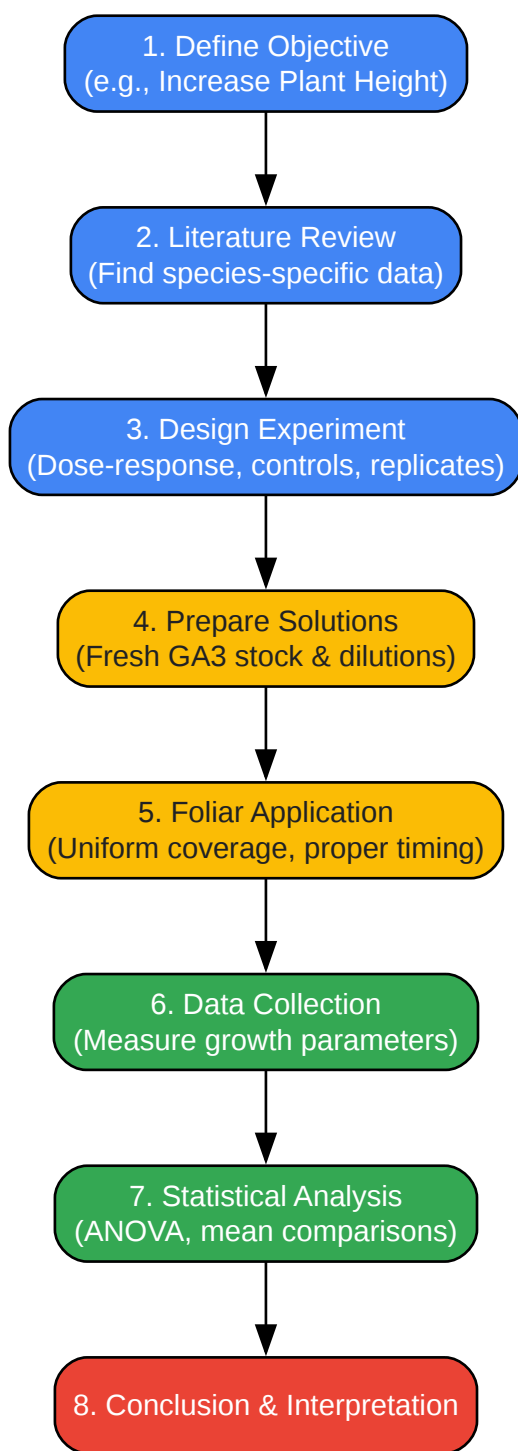 1. Define Objective
(e.g., Increase Plant Height)
2. Literature Review
(Find species-specific data)
3. Design Experiment
(Dose-response, controls, replicates)
4. Prepare Solutions
(Fresh GA3 stock & dilutions)
5. Foliar Application
(Uniform coverage, proper timing)
6. Data Collection
(Measure growth parameters)
7. Statistical Analysis
(ANOVA, mean comparisons)
8. Conclusion & Interpretation